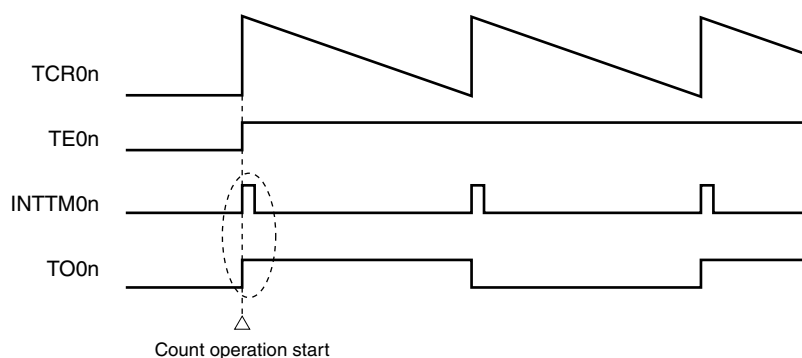 TCR0n
TE0n
INTTM0n
TO0n
Count operation start